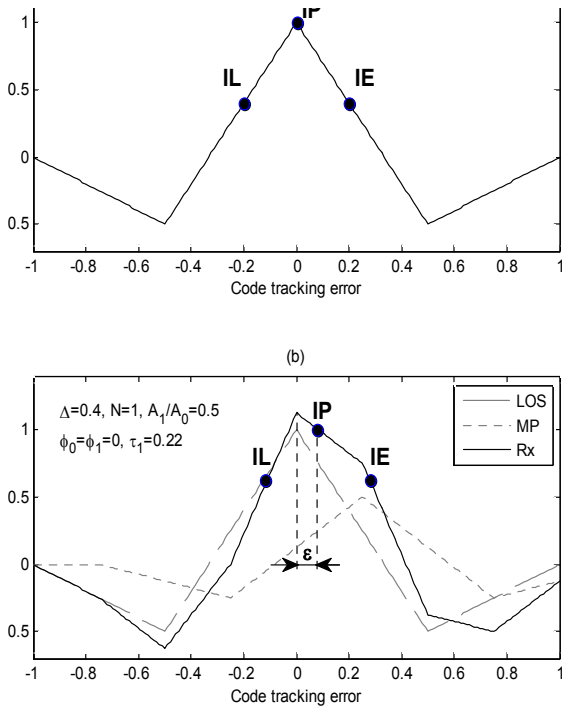 IP
1
IL
IE
0.5
0
0.5
-1 -0.8 -0.6 -0.4 -0.2 0 0.2 0.4 0.6 0.8 1
Code tracking error
(b)
Δ=0.4, N=1, A₁/A₀=0.5
ϕ₀=ϕ₁=0, τ₁=0.22
LOS
MP
Rx
IP
1
IL
IE
0.5
ε
0
0.5
-1 -0.8 -0.6 -0.4 -0.2 0 0.2 0.4 0.6 0.8 1
Code tracking error